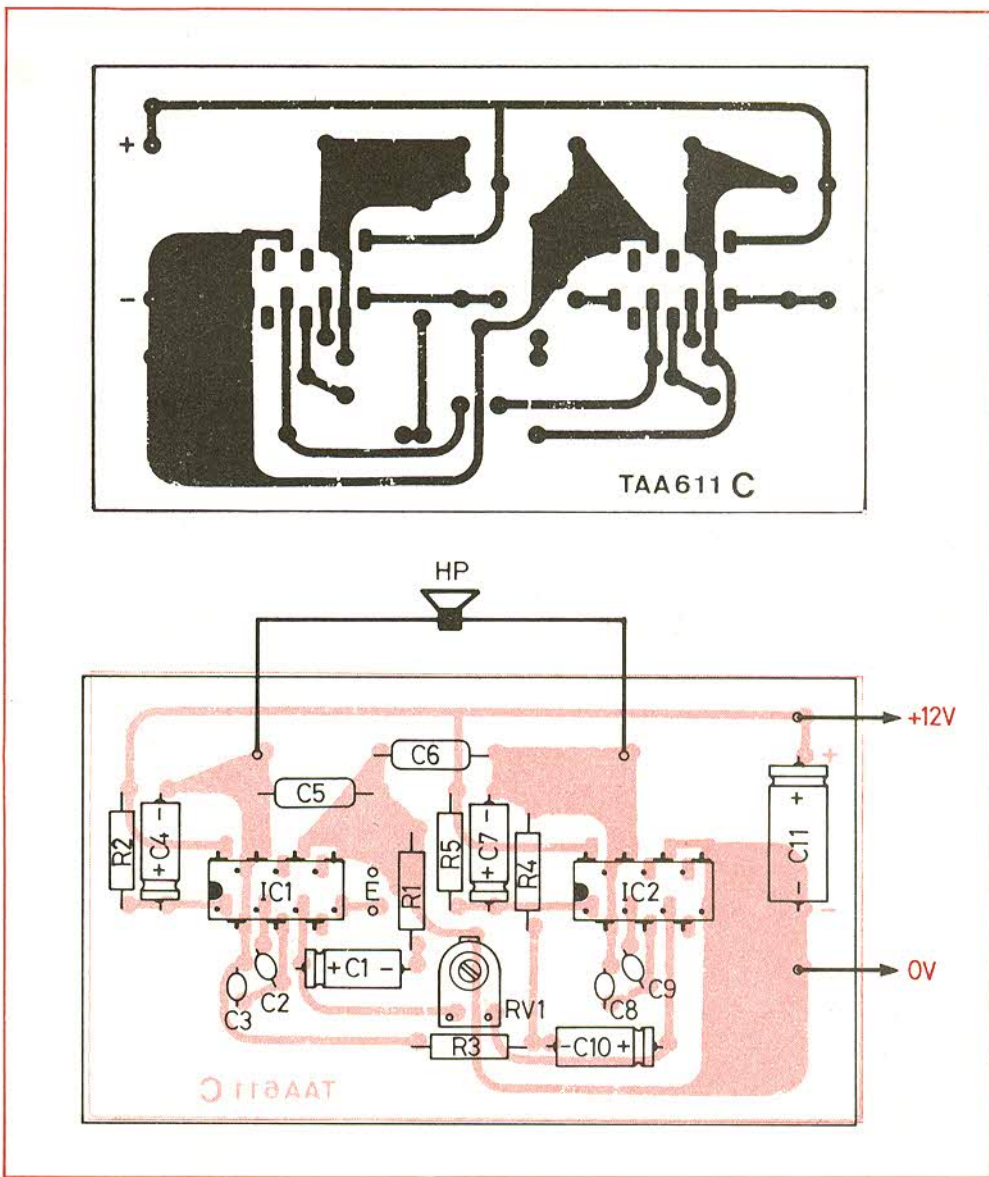 +
-
TAA611 C
HP
+12V
+
C6
C5
R2
+ C4 -
R5
+ C7 -
R4
+
C11
-
IC1
E
R1
IC2
-
0V
+ C1 -
C2
C3
RV1
C9
C8
R3
- C10 +
TAA611 C